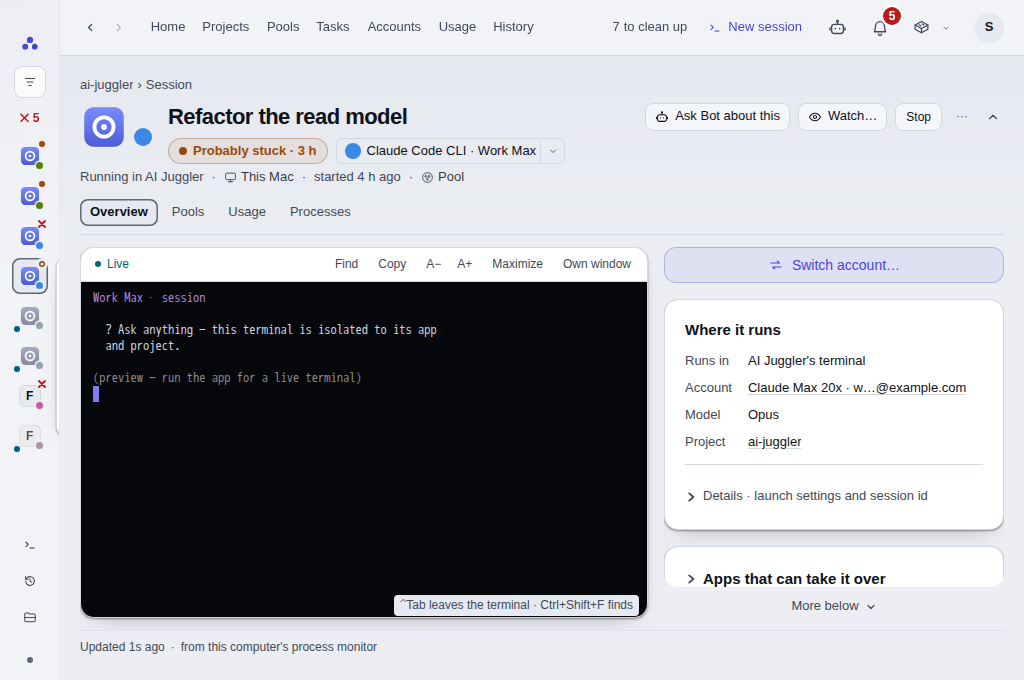 Home Projects Pools Tasks Accounts Usage History 7 to clean up New session 5 S
5
F
F
ai-juggler › Session
Refactor the read model
Ask Bot about this Watch… Stop
Probably stuck · 3 h Claude Code CLI · Work Max
Running in AI Juggler · This Mac · started 4 h ago · Pool
Overview Pools Usage Processes
Live Find Copy A− A+ Maximize Own window
Work Max · session
? Ask anything — this terminal is isolated to its app
and project.
(preview — run the app for a live terminal)
^Tab leaves the terminal · Ctrl+Shift+F finds
Switch account…
Where it runs
Runs in AI Juggler's terminal
Account Claude Max 20x · w…@example.com
Model Opus
Project ai-juggler
Details · launch settings and session id
Apps that can take it over
More below
Updated 1s ago · from this computer's process monitor